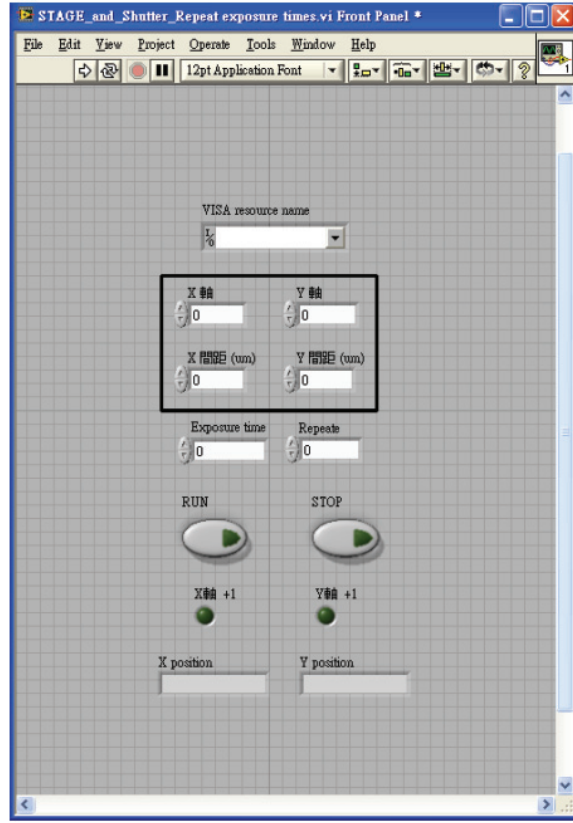 STAGE_and_Shutter_Repeat exposure times.vi Front Panel *
File Edit View Project Operate Tools Window Help
12pt Application Font
1
VISA resource name
I/O
X 軸 Y 軸
0 0
X 間距 (um) Y 間距 (um)
0 0
Exposure time Repeate
0 0
RUN STOP
X軸 +1 Y軸 +1
X position Y position